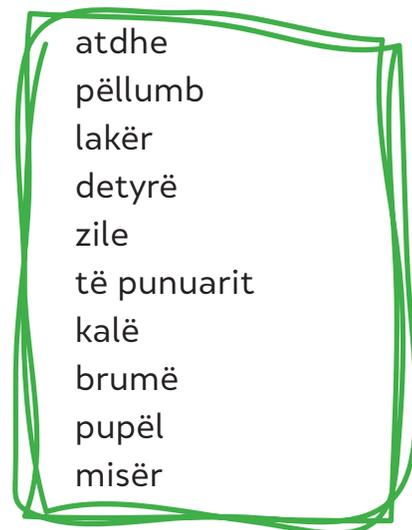 atdhe
pëllumb
lakër
detyrë
zile
të punuarit
kalë
brumë
pupël
misër